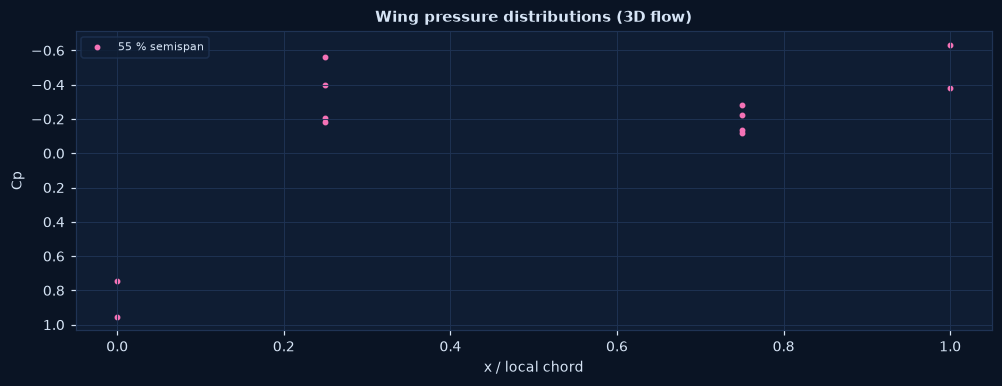 Wing pressure distributions (3D flow)
55 % semispan
Cp
−0.6
−0.4
−0.2
0.0
0.2
0.4
0.6
0.8
1.0
0.0 0.2 0.4 0.6 0.8 1.0
x / local chord